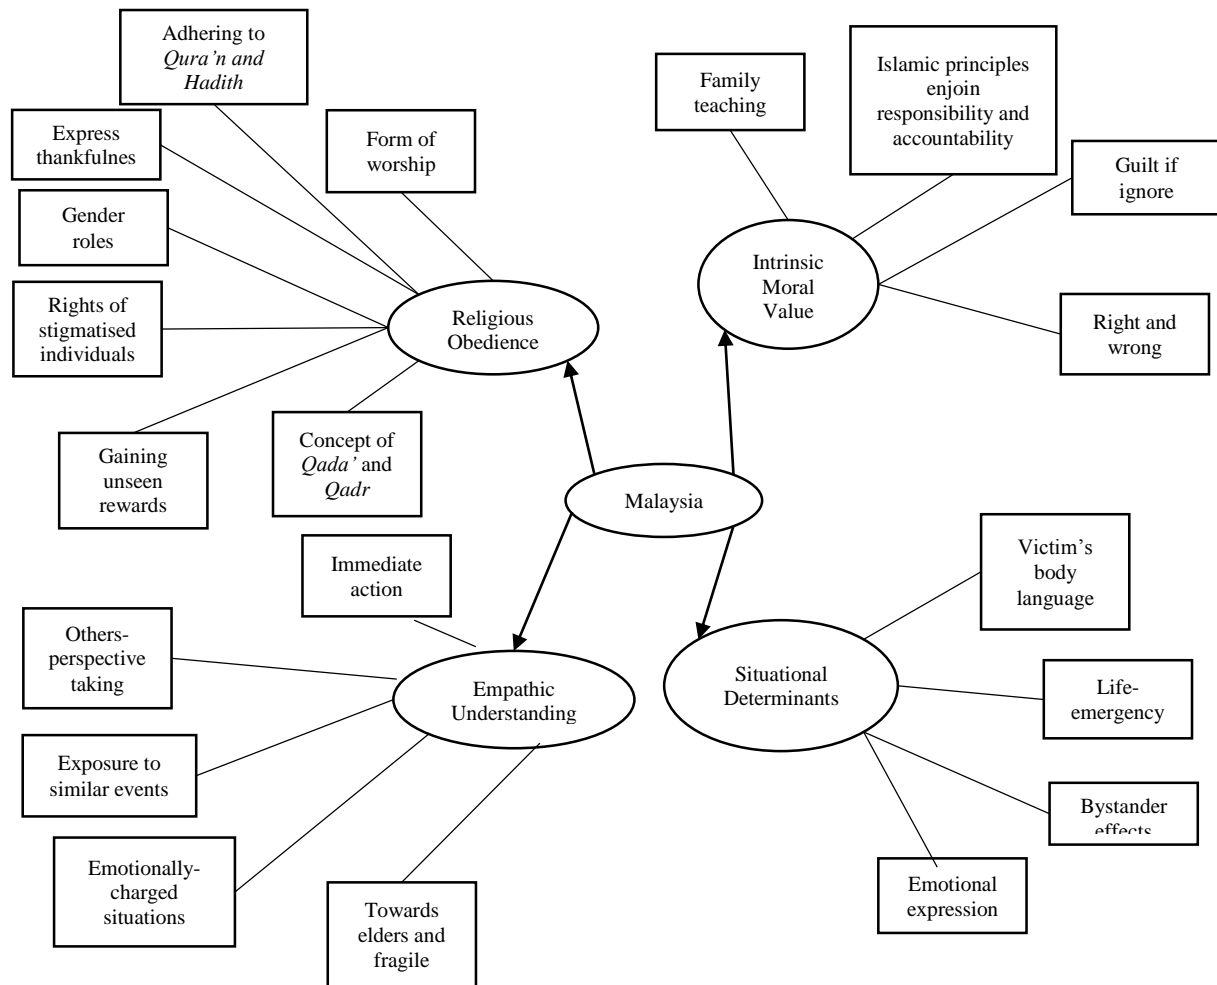 Adhering to
Qura'n and
Hadith
Express
thankfulnes
Form of
worship
Gender
roles
Rights of
stigmatised
individuals
Religious
Obedience
Gaining
unseen
rewards
Concept of
Qada' and
Qadr
Family
teaching
Islamic principles
enjoin
responsibility and
accountability
Guilt if
ignore
Intrinsic
Moral
Value
Right and
wrong
Malaysia
Immediate
action
Others-
perspective
taking
Empathic
Understanding
Exposure to
similar events
Emotionally-
charged
situations
Towards
elders and
fragile
Victim's
body
language
Situational
Determinants
Life-
emergency
Bystander
effects
Emotional
expression